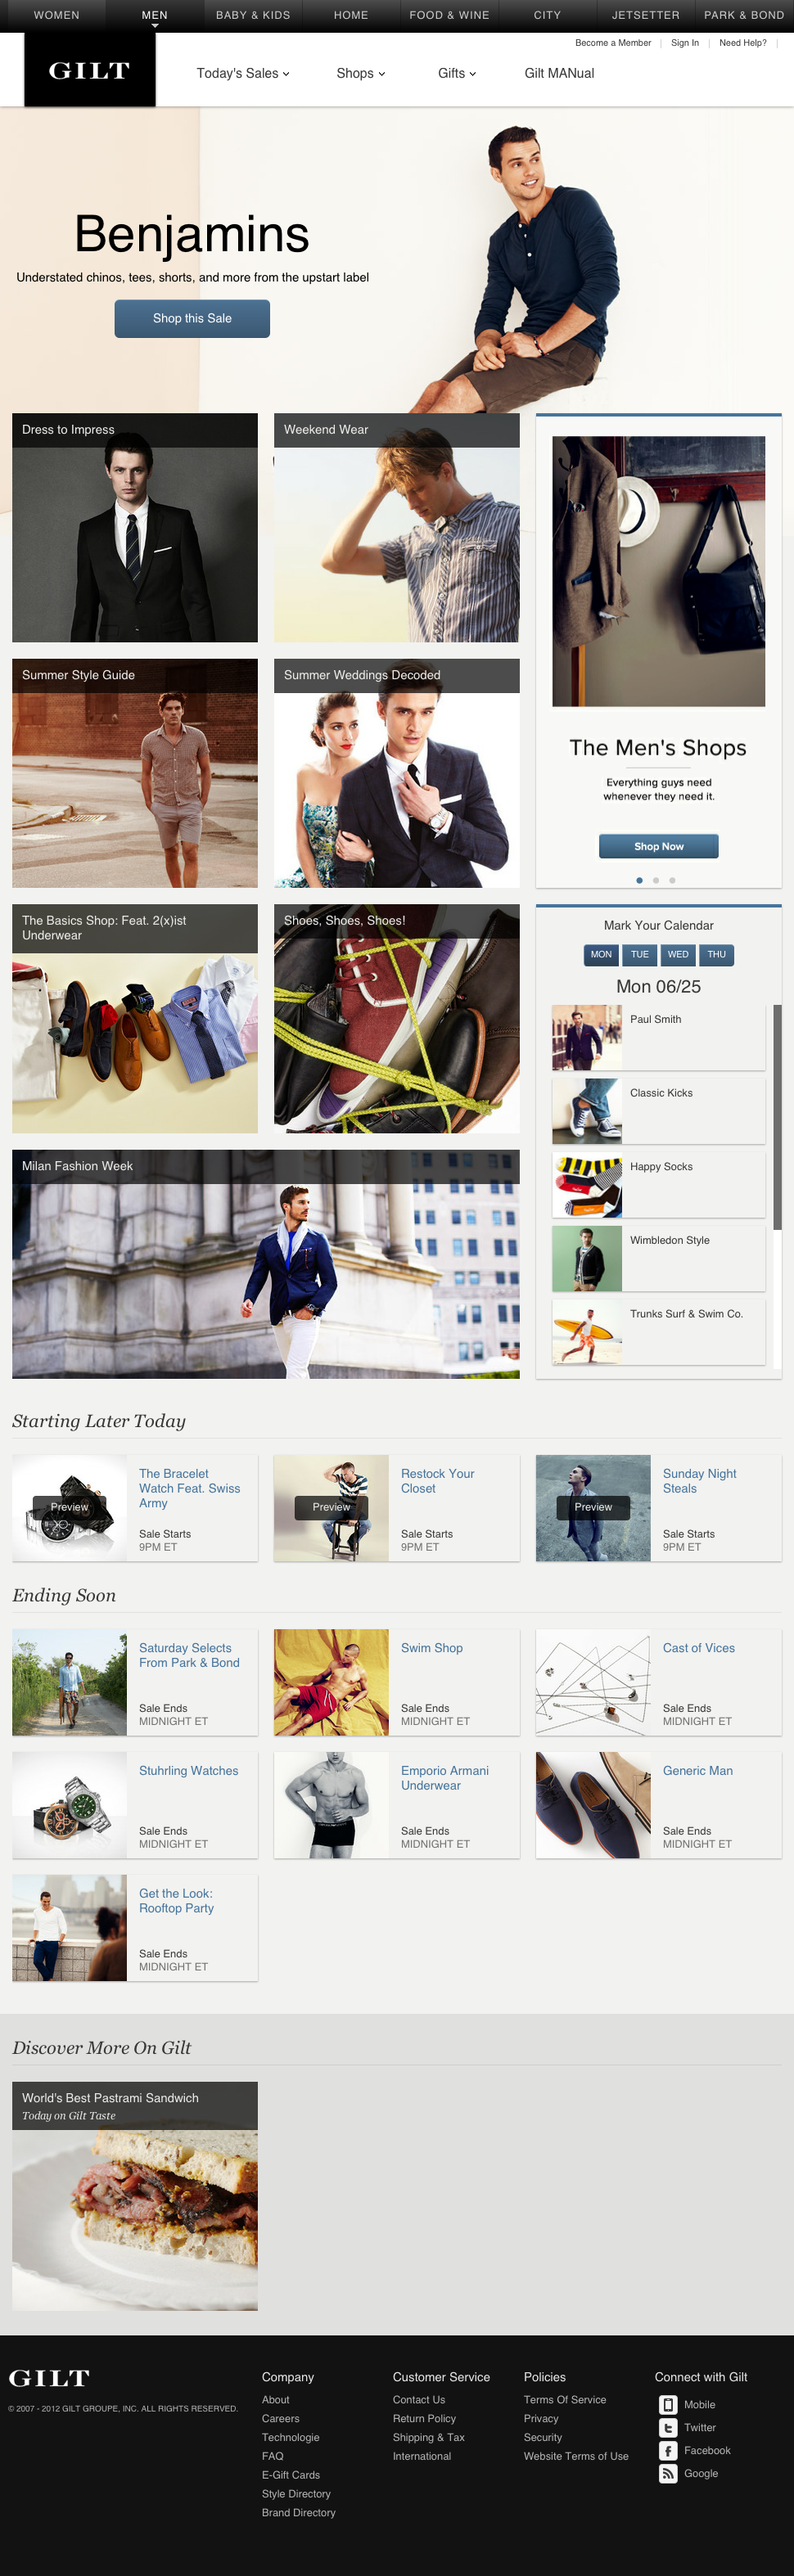 WOMEN
MEN
BABY & KIDS
HOME
FOOD & WINE
CITY
JETSETTER
PARK & BOND
Become a Member
Sign In
Need Help?
GILT
Today's Sales
Shops
Gifts
Gilt MANual
Benjamins
Understated chinos, tees, shorts, and more from the upstart label
Shop this Sale
Dress to Impress
Weekend Wear
Summer Style Guide
Summer Weddings Decoded
The Men's Shops
Everything guys need
whenever they need it.
Shop Now
The Basics Shop: Feat. 2(x)ist
Underwear
Shoes, Shoes, Shoes!
Mark Your Calendar
MON
TUE
WED
THU
Mon 06/25
Paul Smith
Classic Kicks
Happy Socks
Wimbledon Style
Trunks Surf & Swim Co.
Milan Fashion Week
Starting Later Today
Preview
The Bracelet
Watch Feat. Swiss
Army
Sale Starts
9PM ET
Preview
Restock Your
Closet
Sale Starts
9PM ET
Preview
Sunday Night
Steals
Sale Starts
9PM ET
Ending Soon
Saturday Selects
From Park & Bond
Sale Ends
MIDNIGHT ET
Swim Shop
Sale Ends
MIDNIGHT ET
Cast of Vices
Sale Ends
MIDNIGHT ET
Stuhrling Watches
Sale Ends
MIDNIGHT ET
Emporio Armani
Underwear
Sale Ends
MIDNIGHT ET
Generic Man
Sale Ends
MIDNIGHT ET
Get the Look:
Rooftop Party
Sale Ends
MIDNIGHT ET
Discover More On Gilt
World's Best Pastrami Sandwich
Today on Gilt Taste
GILT
© 2007 - 2012 GILT GROUPE, INC. ALL RIGHTS RESERVED.
Company
About
Careers
Technologie
FAQ
E-Gift Cards
Style Directory
Brand Directory
Customer Service
Contact Us
Return Policy
Shipping & Tax
International
Policies
Terms Of Service
Privacy
Security
Website Terms of Use
Connect with Gilt
Mobile
Twitter
Facebook
Google